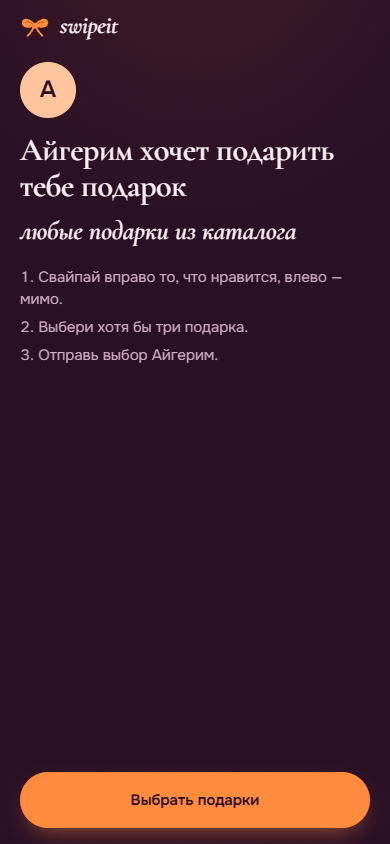 swipeit
А
Айгерим хочет подарить
тебе подарок
любые подарки из каталога
1. Свайпай вправо то, что нравится, влево —
мимо.
2. Выбери хотя бы три подарка.
3. Отправь выбор Айгерим.
Выбрать подарки